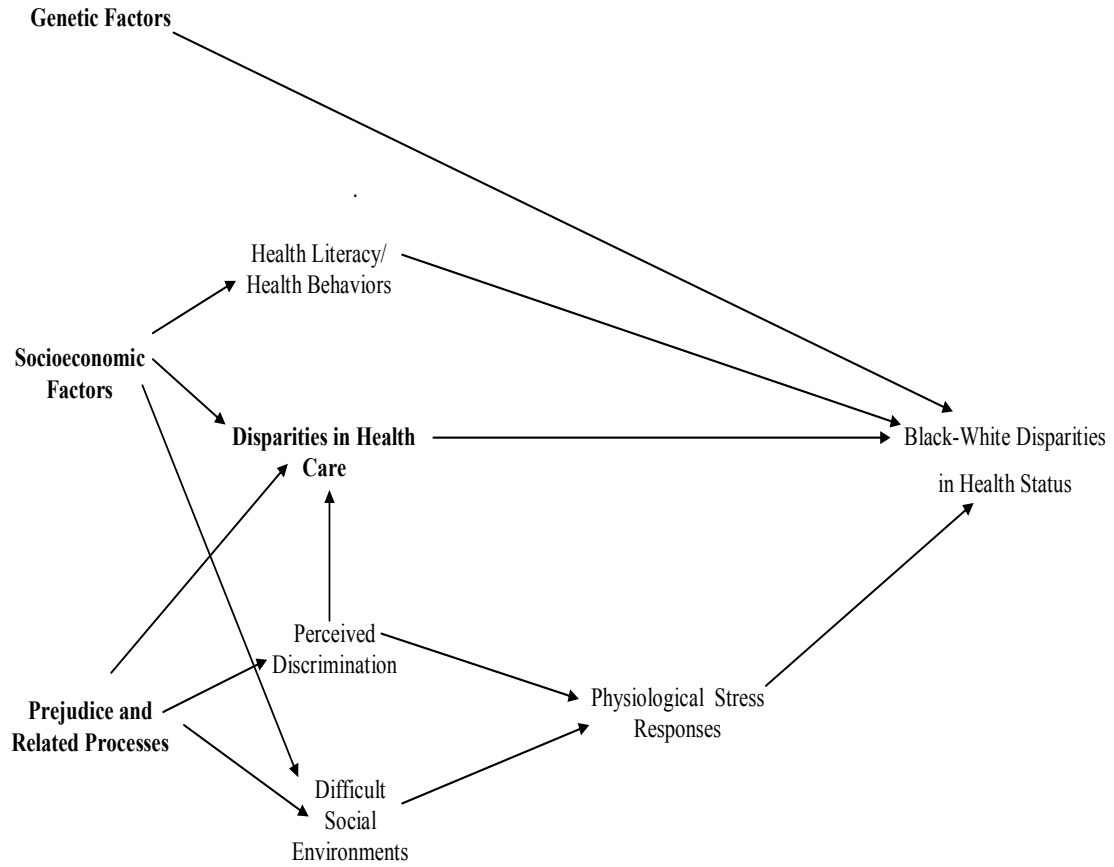 Genetic Factors
Health Literacy/
Health Behaviors
Socioeconomic
Factors
Disparities in Health
Care
Black-White Disparities
in Health Status
Perceived
Discrimination
Prejudice and
Related Processes
Physiological Stress
Responses
Difficult
Social
Environments